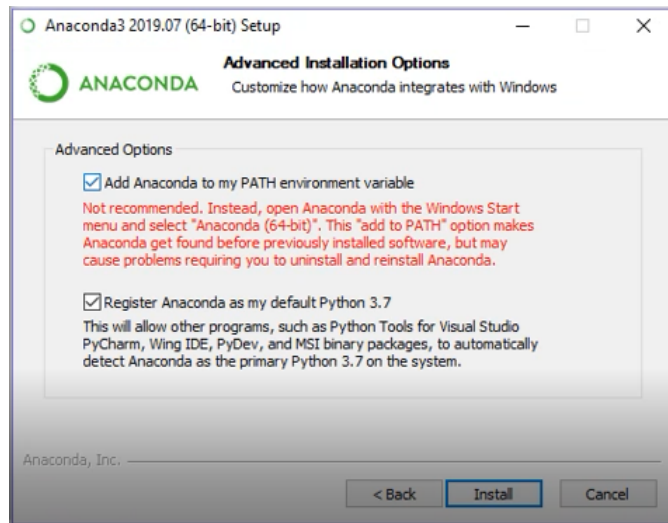 Anaconda3 2019.07 (64-bit) Setup
ANACONDA
Advanced Installation Options
Customize how Anaconda integrates with Windows
Advanced Options
Add Anaconda to my PATH environment variable
Not recommended. Instead, open Anaconda with the Windows Start
menu and select "Anaconda (64-bit)". This "add to PATH" option makes
Anaconda get found before previously installed software, but may
cause problems requiring you to uninstall and reinstall Anaconda.
Register Anaconda as my default Python 3.7
This will allow other programs, such as Python Tools for Visual Studio
PyCharm, Wing IDE, PyDev, and MSI binary packages, to automatically
detect Anaconda as the primary Python 3.7 on the system.
Anaconda, Inc.
< Back Install Cancel